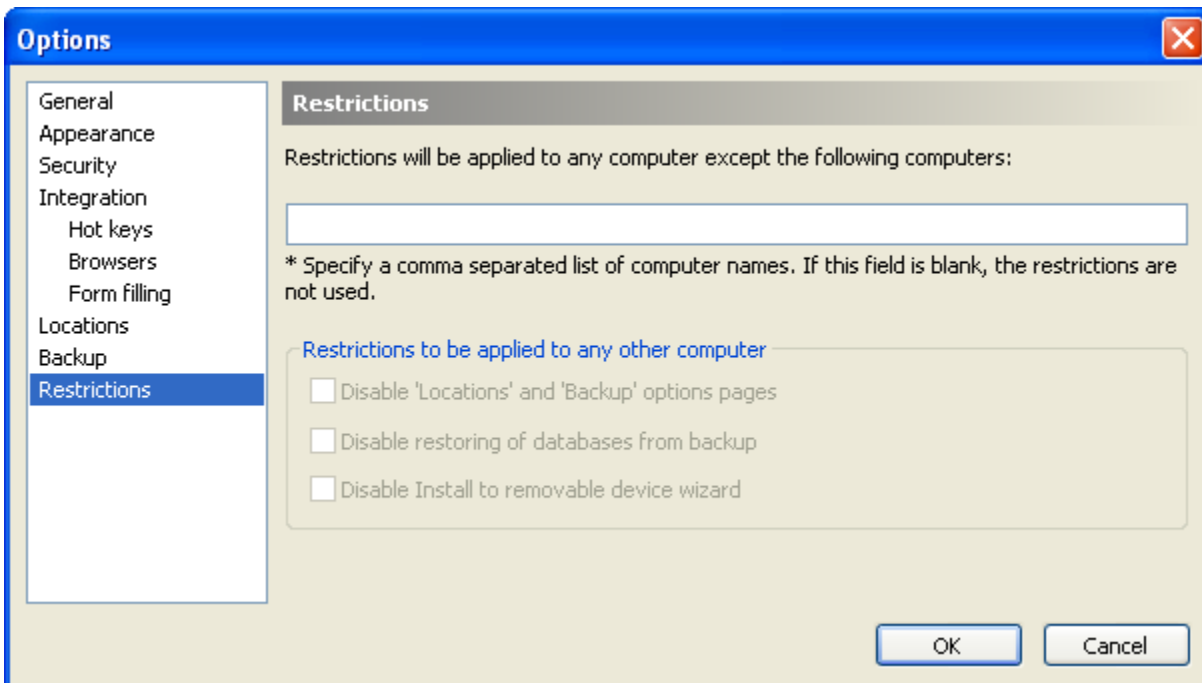 Options
General
Appearance
Security
Integration
Hot keys
Browsers
Form filling
Locations
Backup
Restrictions
Restrictions
Restrictions will be applied to any computer except the following computers:
* Specify a comma separated list of computer names. If this field is blank, the restrictions are
not used.
Restrictions to be applied to any other computer
Disable 'Locations' and 'Backup' options pages
Disable restoring of databases from backup
Disable Install to removable device wizard
OK
Cancel